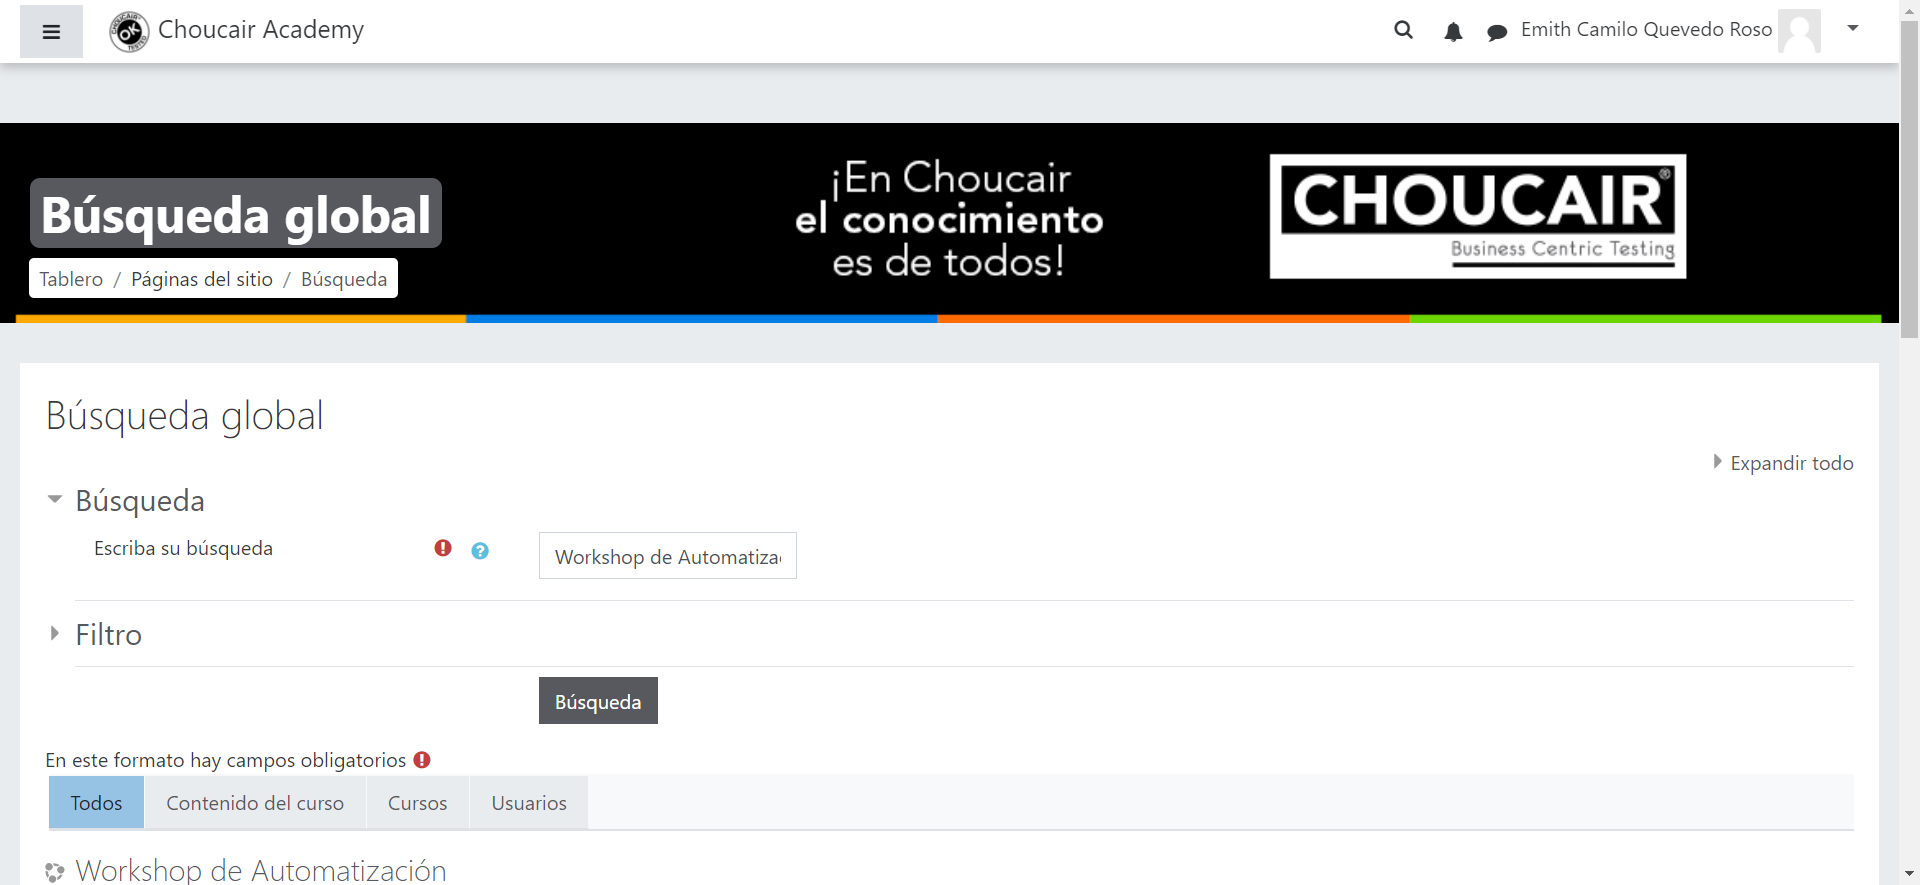 Choucair Academy
Emith Camilo Quevedo Roso
Búsqueda global
Tablero / Páginas del sitio / Búsqueda
¡En Choucair
el conocimiento
es de todos!
CHOUCAIR®
Business Centric Testing
Búsqueda global
Expandir todo
Búsqueda
Escriba su búsqueda
Workshop de Automatiza
Filtro
Búsqueda
En este formato hay campos obligatorios
Todos
Contenido del curso
Cursos
Usuarios
Workshop de Automatización